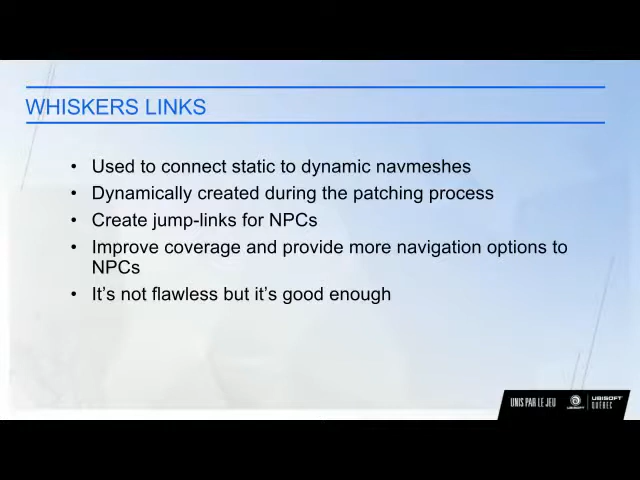 WHISKERS LINKS
• Used to connect static to dynamic navmeshes
• Dynamically created during the patching process
• Create jump-links for NPCs
• Improve coverage and provide more navigation options to
NPCs
• It's not flawless but it's good enough
UNIS PAR LE JEU
UBISOFT
UBISOFT
QUÉBEC